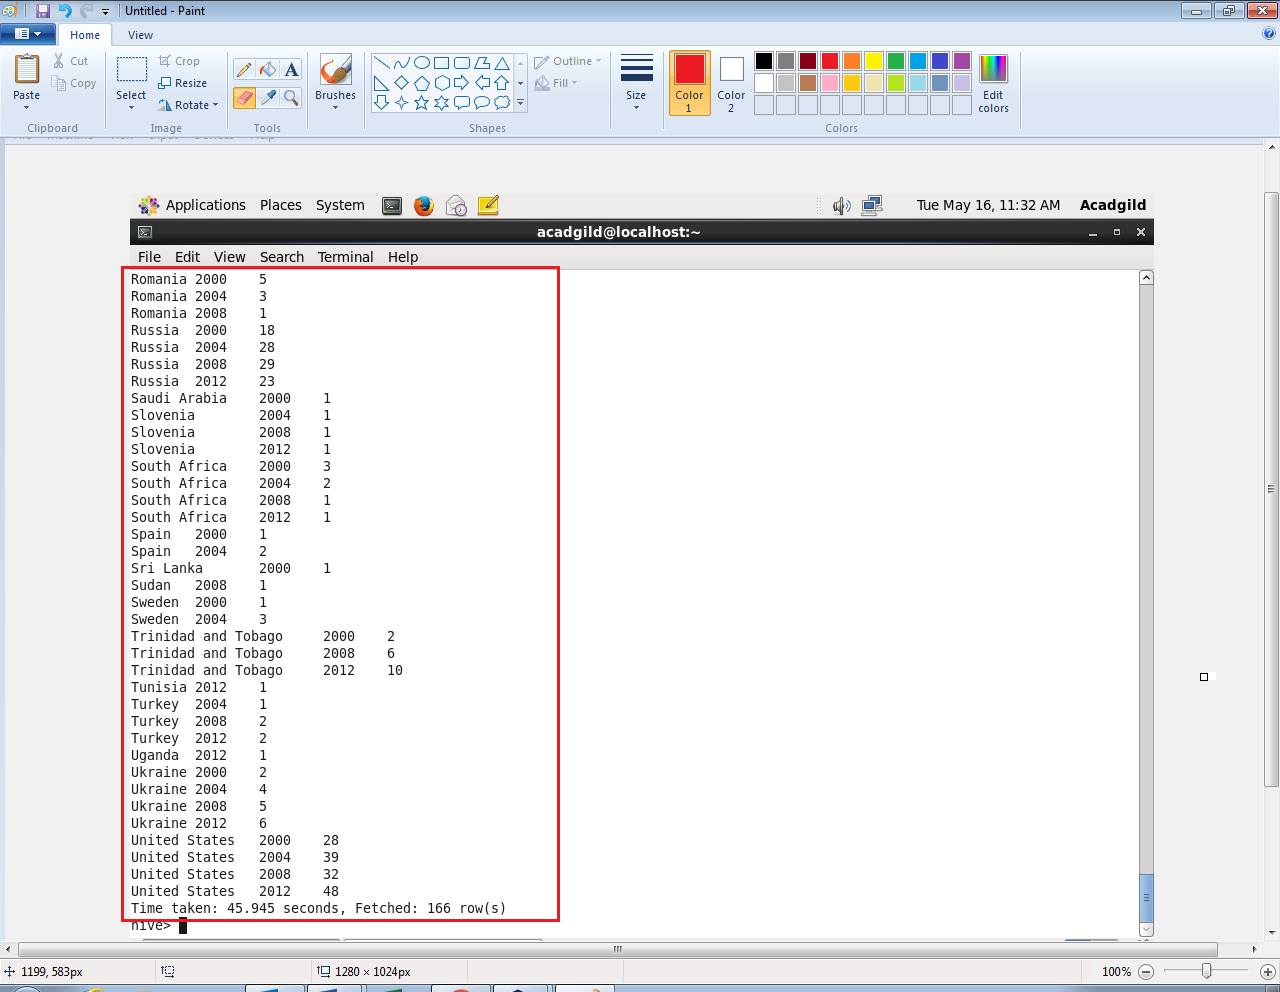 Untitled - Paint
Home View
Paste
Cut
Copy
Clipboard
Select
Crop
Resize
Rotate
Image
A
Tools
Brushes
Shapes
Outline
Fill
Size
Color 1
Color 2
Edit colors
Colors
Applications Places System Tue May 16, 11:32 AM Acadgild
acadgild@localhost:~
File Edit View Search Terminal Help
Romania 2000 5
Romania 2004 3
Romania 2008 1
Russia 2000 18
Russia 2004 28
Russia 2008 29
Russia 2012 23
Saudi Arabia 2000 1
Slovenia 2004 1
Slovenia 2008 1
Slovenia 2012 1
South Africa 2000 3
South Africa 2004 2
South Africa 2008 1
South Africa 2012 1
Spain 2000 1
Spain 2004 2
Sri Lanka 2000 1
Sudan 2008 1
Sweden 2000 1
Sweden 2004 3
Trinidad and Tobago 2000 2
Trinidad and Tobago 2008 6
Trinidad and Tobago 2012 10
Tunisia 2012 1
Turkey 2004 1
Turkey 2008 2
Turkey 2012 2
Uganda 2012 1
Ukraine 2000 2
Ukraine 2004 4
Ukraine 2008 5
Ukraine 2012 6
United States 2000 28
United States 2004 39
United States 2008 32
United States 2012 48
Time taken: 45.945 seconds, Fetched: 166 row(s)
hive>
1199, 583px 1280 × 1024px 100%